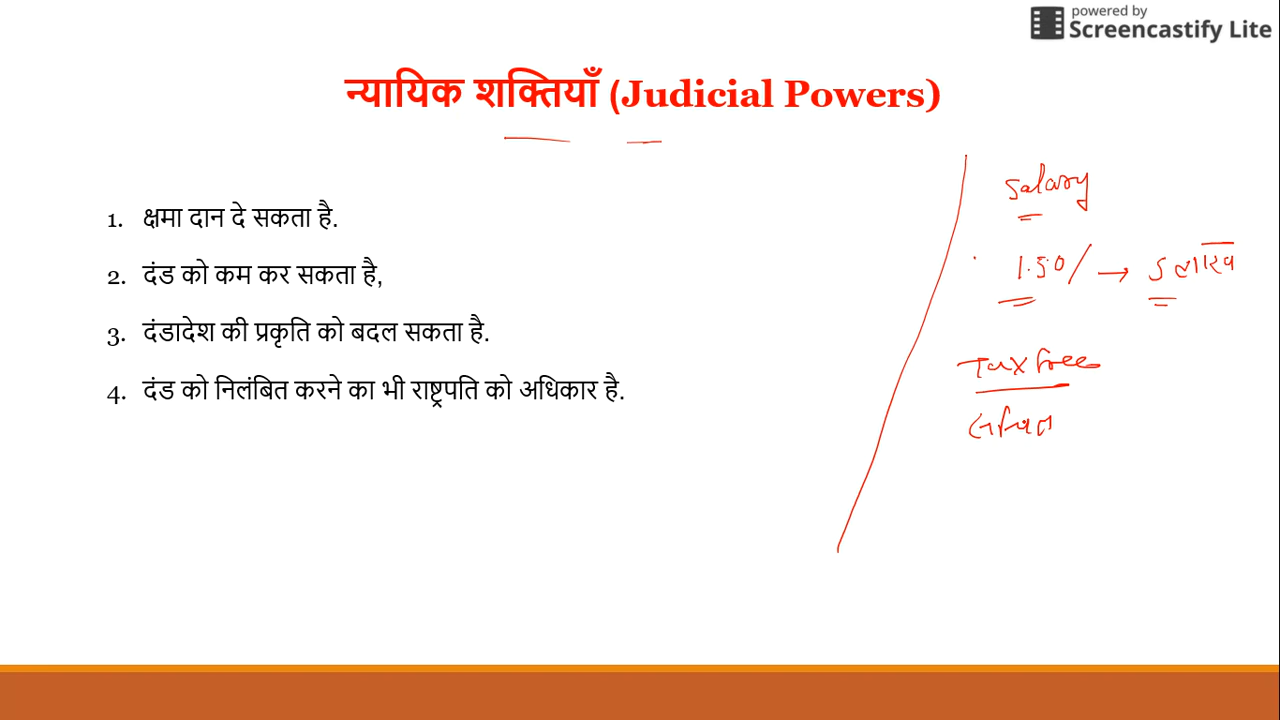 powered by
Screencastify Lite
न्यायिक शक्तियाँ (Judicial Powers)
1. क्षमा दान दे सकता है.
2. दंड को कम कर सकता है,
3. दंडादेश की प्रकृति को बदल सकता है.
4. दंड को निलंबित करने का भी राष्ट्रपति को अधिकार है.
Salary
1.50/ → 5 लाख
Tax free